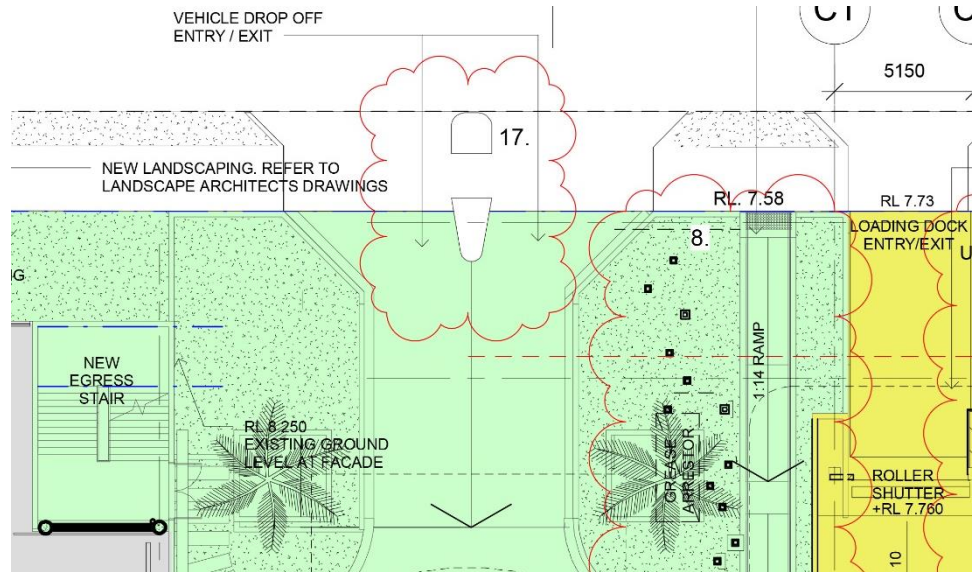 VEHICLE DROP OFF
ENTRY / EXIT
C1
5150
17.
NEW LANDSCAPING. REFER TO
LANDSCAPE ARCHITECTS DRAWINGS
RL. 7.58
RL 7.73
8.
LOADING DOCK
ENTRY/EXIT
NEW
EGRESS
STAIR
1:14 RAMP
RL 8.250
EXISTING GROUND
LEVEL AT FACADE
GREASE
ARRESTOR
ROLLER
SHUTTER
+RL 7.760
10